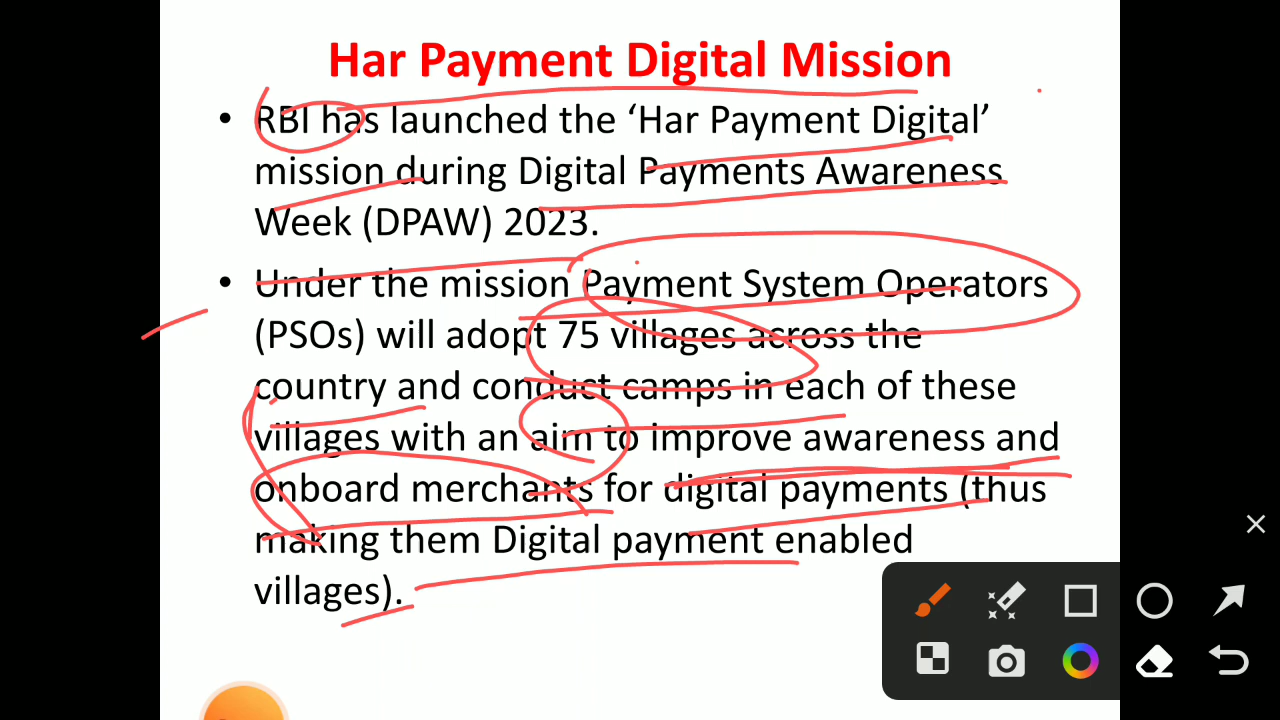 Har Payment Digital Mission
• RBI has launched the ‘Har Payment Digital’
mission during Digital Payments Awareness
Week (DPAW) 2023.
• Under the mission Payment System Operators
(PSOs) will adopt 75 villages across the
country and conduct camps in each of these
villages with an aim to improve awareness and
onboard merchants for digital payments (thus
making them Digital payment enabled
villages).